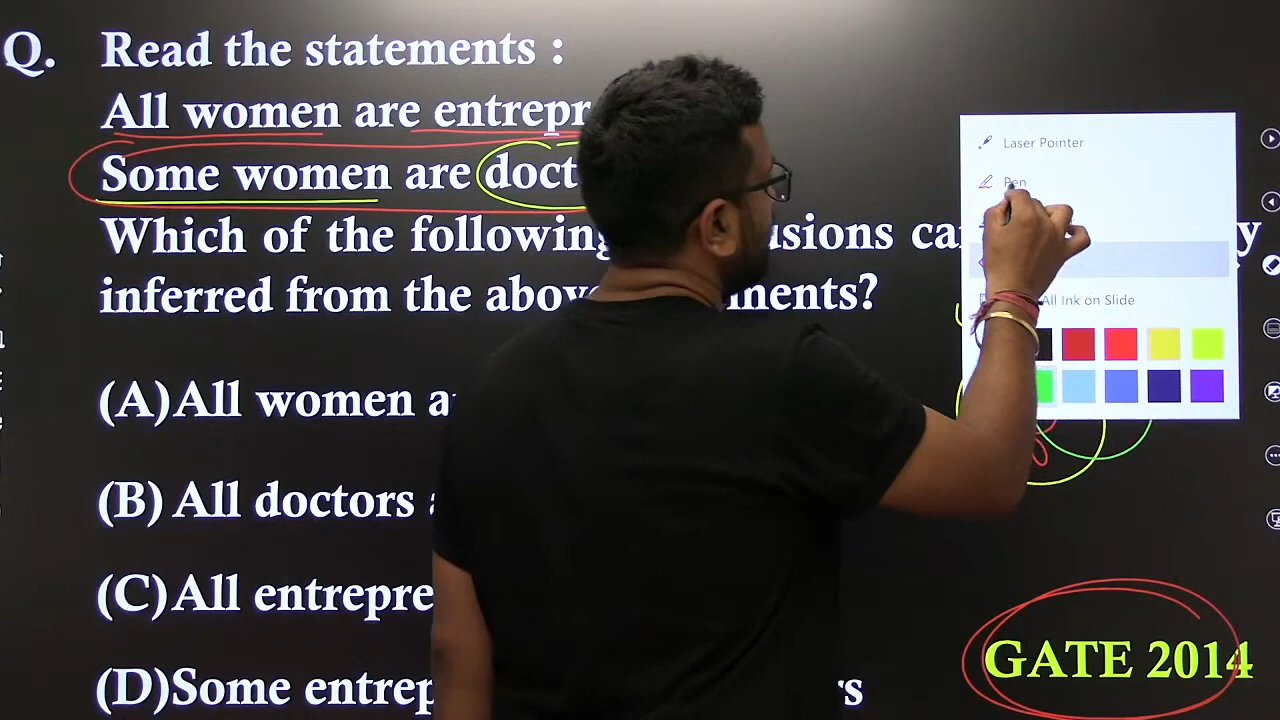 Q. Read the statements :
All women are entrepr
Some women are doct
Which of the following usions ca y
inferred from the above ments?
(A) All women a
(B) All doctors a
(C) All entrepre
(D) Some entrep rs
GATE 2014
Laser Pointer
Pen
All Ink on Slide